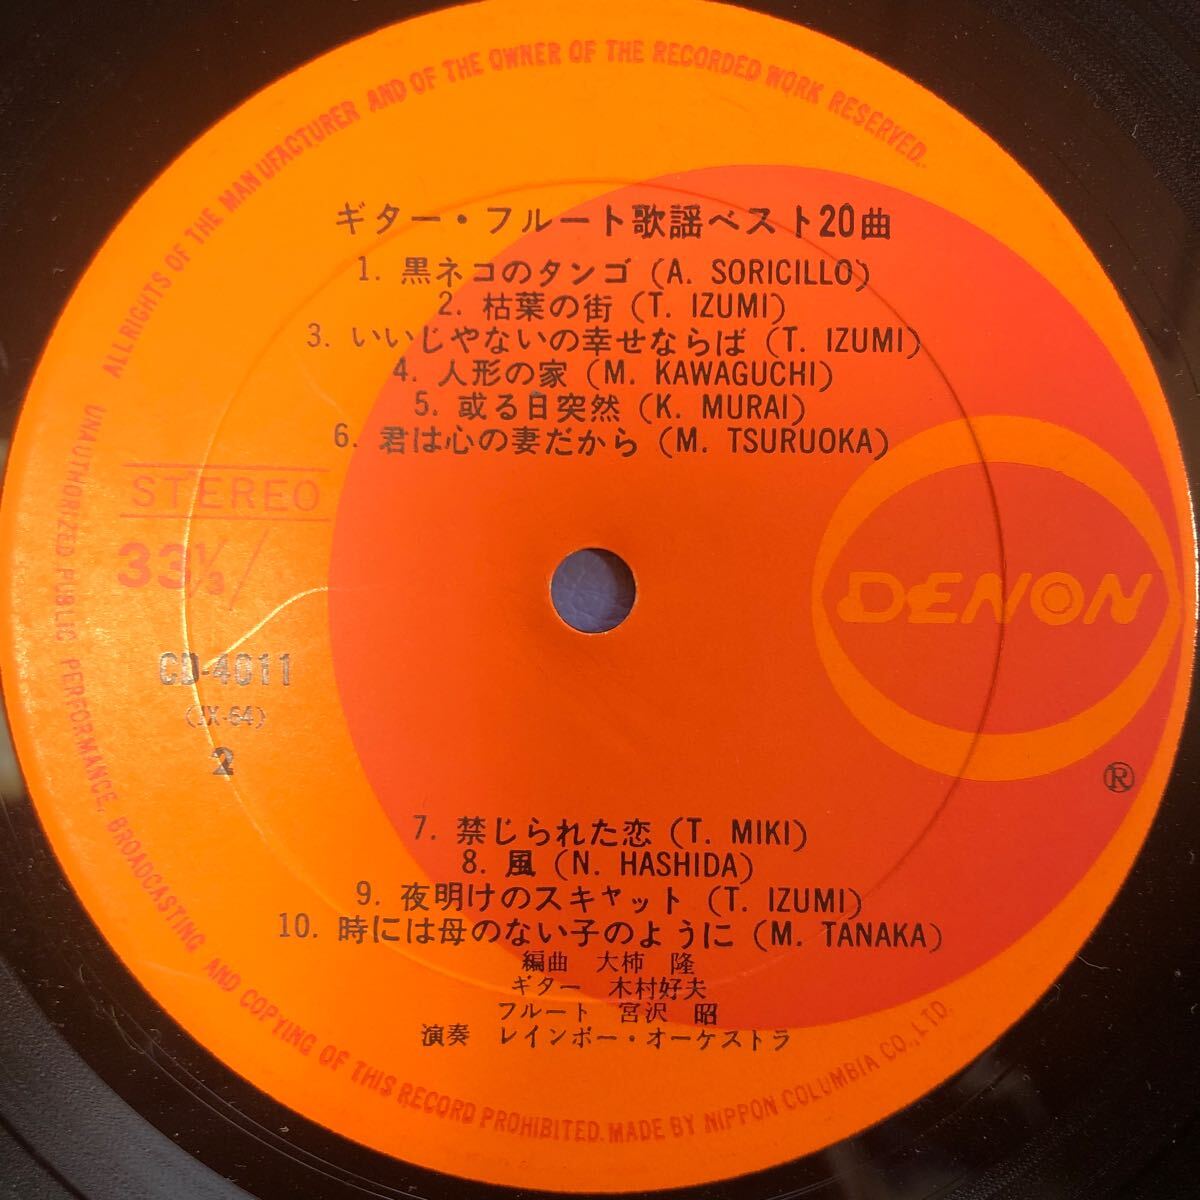 ALLRIGHTS OF THE MANUFACTURER AND OF THE OWNER OF THE RECORDED WORK RESERVED.
ギター・フルート歌謡ベスト20曲
1. 黒ネコのタンゴ (A. SORICILLO)
2. 枯葉の街 (T. IZUMI)
3. いいじゃないの幸せならば (T. IZUMI)
4. 人形の家 (M. KAWAGUCHI)
5. 或る日突然 (K. MURAI)
6. 君は心の妻だから (M. TSURUOKA)
STEREO
33⅓
CD-4011
(JX-64)
2
DENON
®
7. 禁じられた恋 (T. MIKI)
8. 風 (N. HASHIDA)
9. 夜明けのスキャット (T. IZUMI)
10. 時には母のない子のように (M. TANAKA)
編曲 大柿 隆
ギター 木村好夫
フルート 宮沢 昭
演奏 レインボー・オーケストラ
UNAUTHORIZED PUBLIC PERFORMANCE, BROADCASTING AND COPYING OF THIS RECORD PROHIBITED. MADE BY NIPPON COLUMBIA CO., LTD.